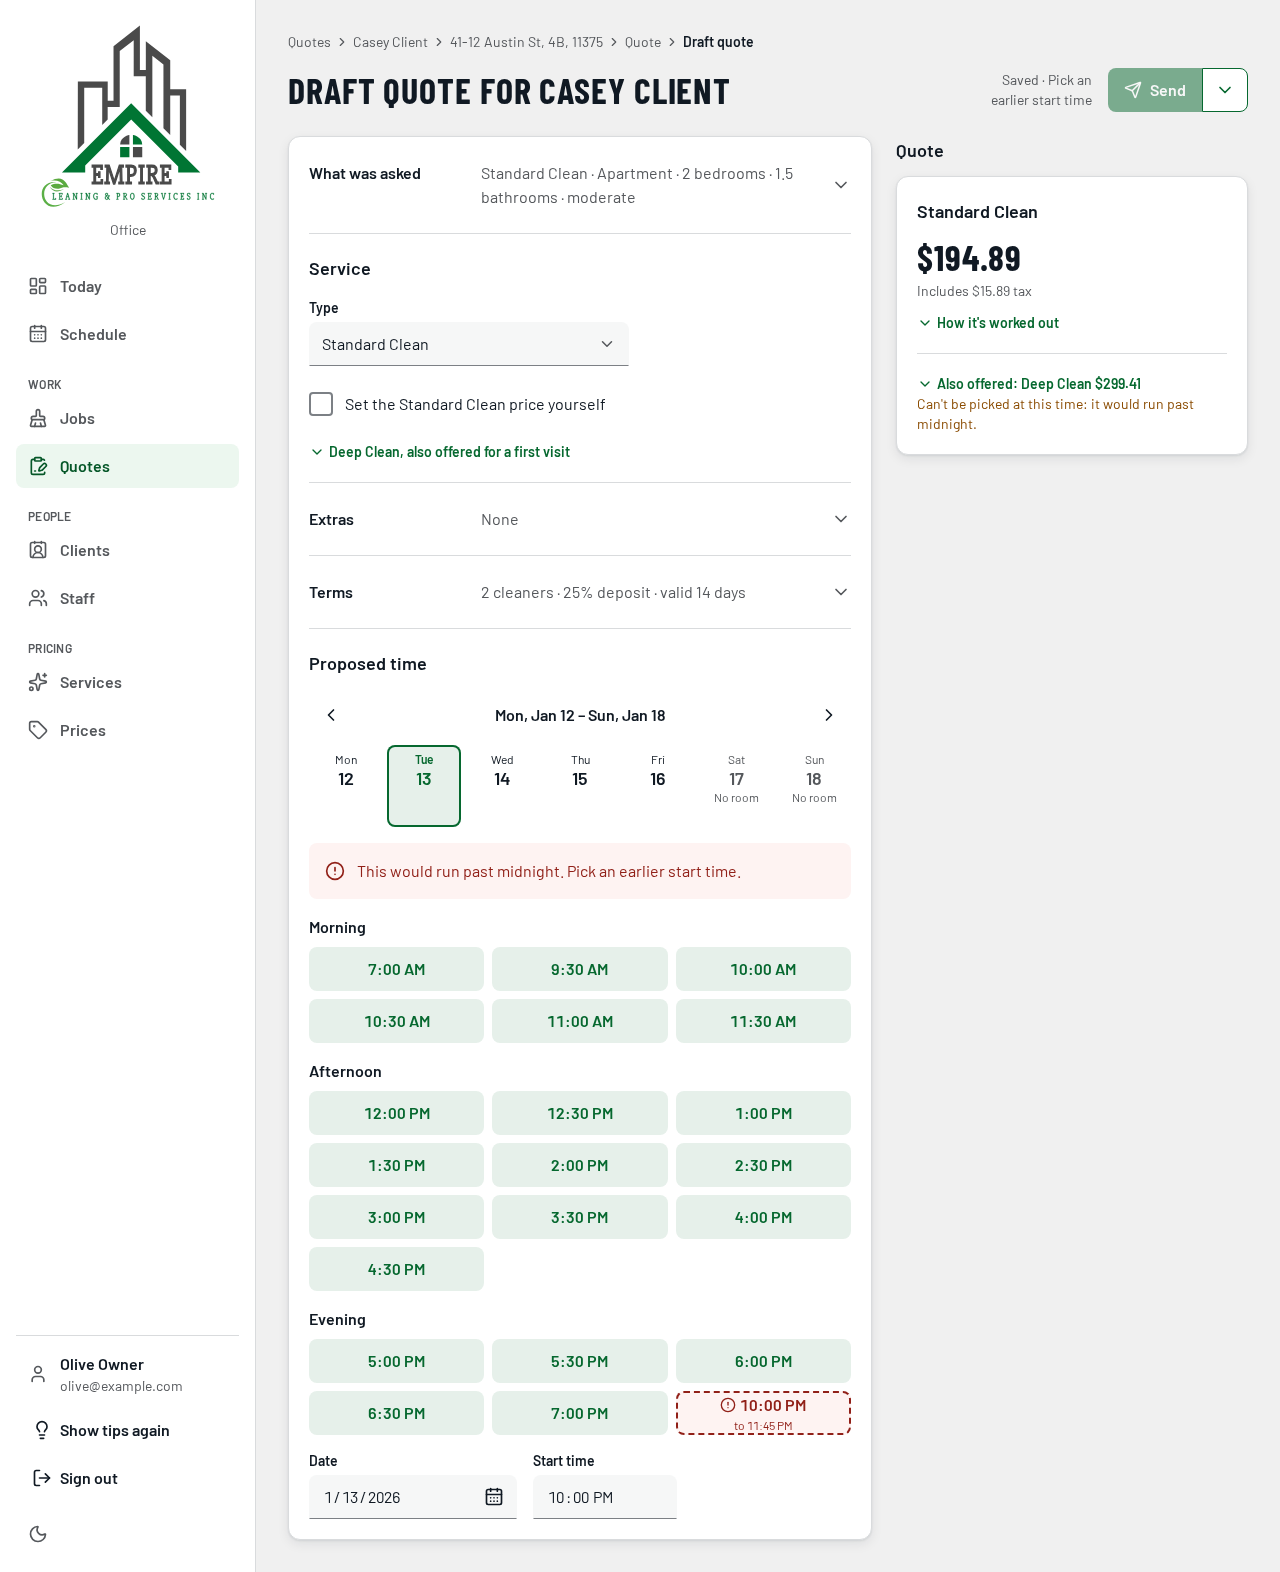 EMPIRE
LEANING & PRO SERVICES INC
Office
Today
Schedule
WORK
Jobs
Quotes
PEOPLE
Clients
Staff
PRICING
Services
Prices
Olive Owner
olive@example.com
Show tips again
Sign out
Quotes
Casey Client
41-12 Austin St, 4B, 11375
Quote
Draft quote
DRAFT QUOTE FOR CASEY CLIENT
Saved · Pick an
earlier start time
Send
What was asked
Standard Clean · Apartment · 2 bedrooms · 1.5
bathrooms · moderate
Service
Type
Standard Clean
Set the Standard Clean price yourself
Deep Clean, also offered for a first visit
Extras
None
Terms
2 cleaners · 25% deposit · valid 14 days
Proposed time
Mon, Jan 12 – Sun, Jan 18
Mon
12
Tue
13
Wed
14
Thu
15
Fri
16
Sat
17
No room
Sun
18
No room
This would run past midnight. Pick an earlier start time.
Morning
7:00 AM
9:30 AM
10:00 AM
10:30 AM
11:00 AM
11:30 AM
Afternoon
12:00 PM
12:30 PM
1:00 PM
1:30 PM
2:00 PM
2:30 PM
3:00 PM
3:30 PM
4:00 PM
4:30 PM
Evening
5:00 PM
5:30 PM
6:00 PM
6:30 PM
7:00 PM
10:00 PM
to 11:45 PM
Date
1/13/2026
Start time
10:00 PM
Quote
Standard Clean
$194.89
Includes $15.89 tax
How it's worked out
Also offered: Deep Clean $299.41
Can't be picked at this time: it would run past
midnight.